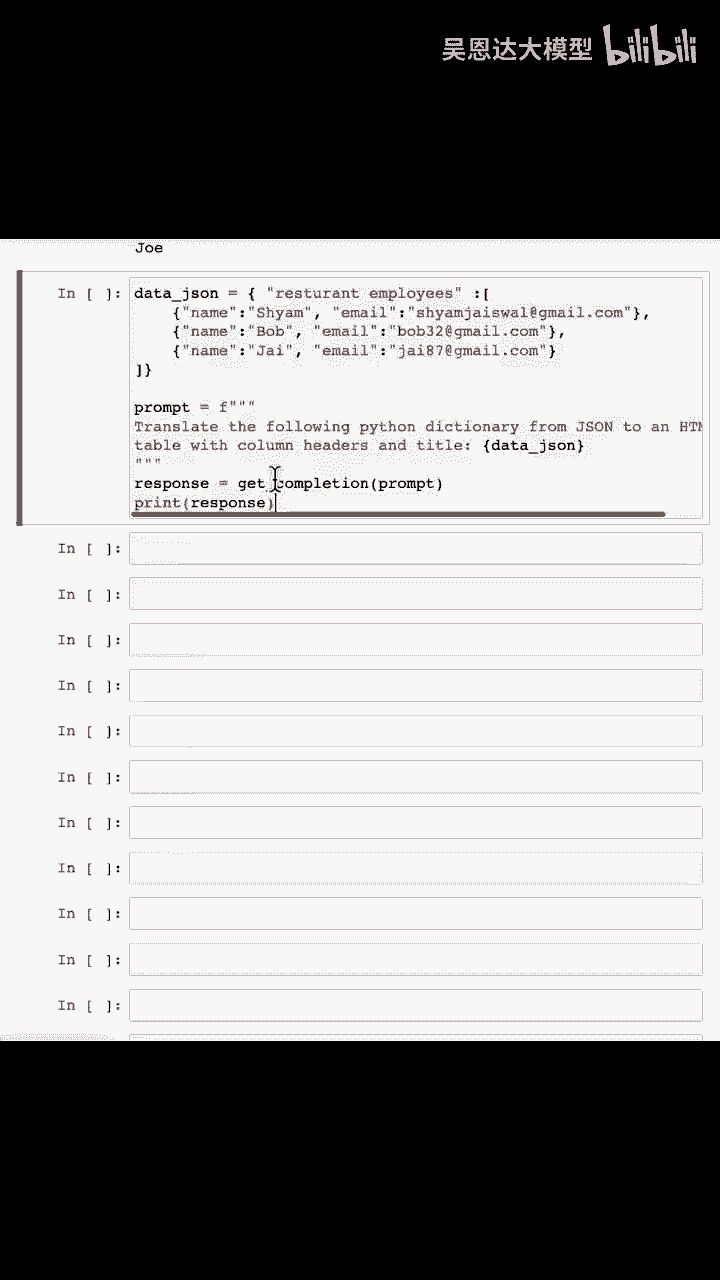 吴恩达大模型 bilibili
Joe
In [ ]: data_json = { "resturant employees" :[
{"name":"Shyam", "email":"shyamjaiswal@gmail.com"},
{"name":"Bob", "email":"bob32@gmail.com"},
{"name":"Jai", "email":"jai87@gmail.com"}
]}
prompt = f"""
Translate the following python dictionary from JSON to an HTM
table with column headers and title: {data_json}
"""
response = get_completion(prompt)
print(response)
In [ ]:
In [ ]:
In [ ]:
In [ ]:
In [ ]:
In [ ]:
In [ ]:
In [ ]:
In [ ]:
In [ ]:
In [ ]: